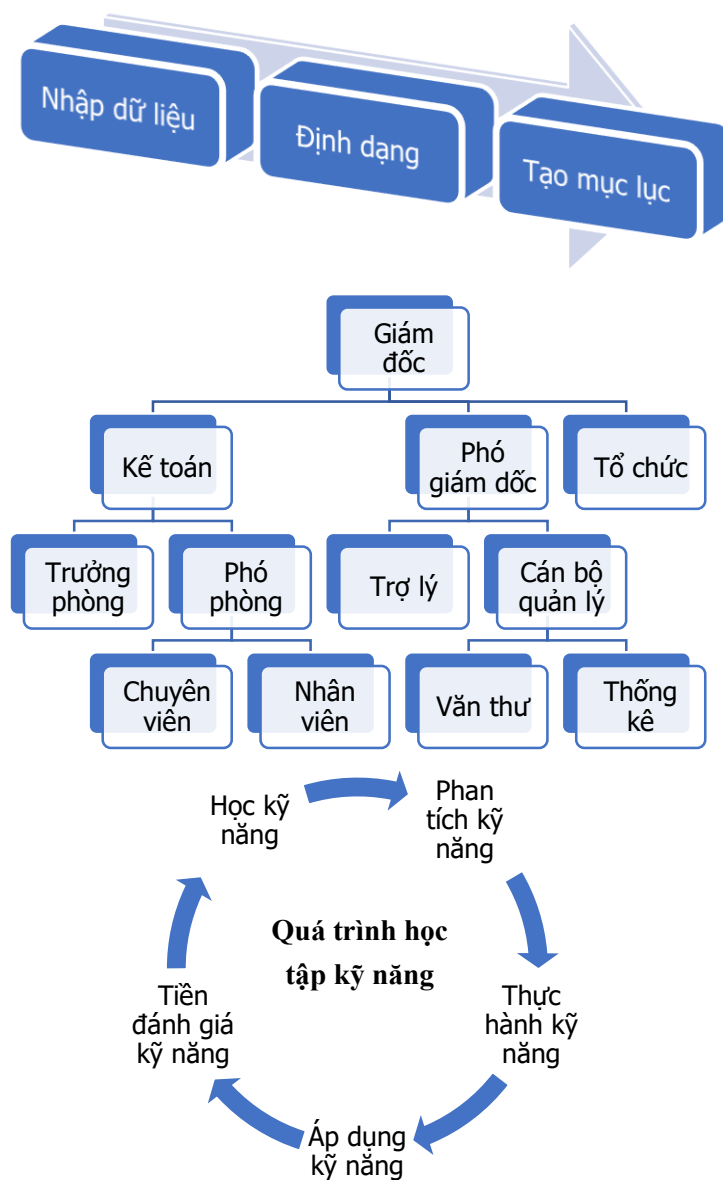 Nhập dữ liệu
Định dạng
Tạo mục lục
Giám
đốc
Kế toán
Phó
giám dốc
Tổ chức
Trưởng
phòng
Phó
phòng
Trợ lý
Cán bộ
quản lý
Chuyên
viên
Nhân
viên
Văn thư
Thống
kê
Học kỹ
năng
Phan
tích kỹ
năng
Quá trình học
tập kỹ năng
Tiền
đánh giá
kỹ năng
Thực
hành kỹ
năng
Áp dụng
kỹ năng